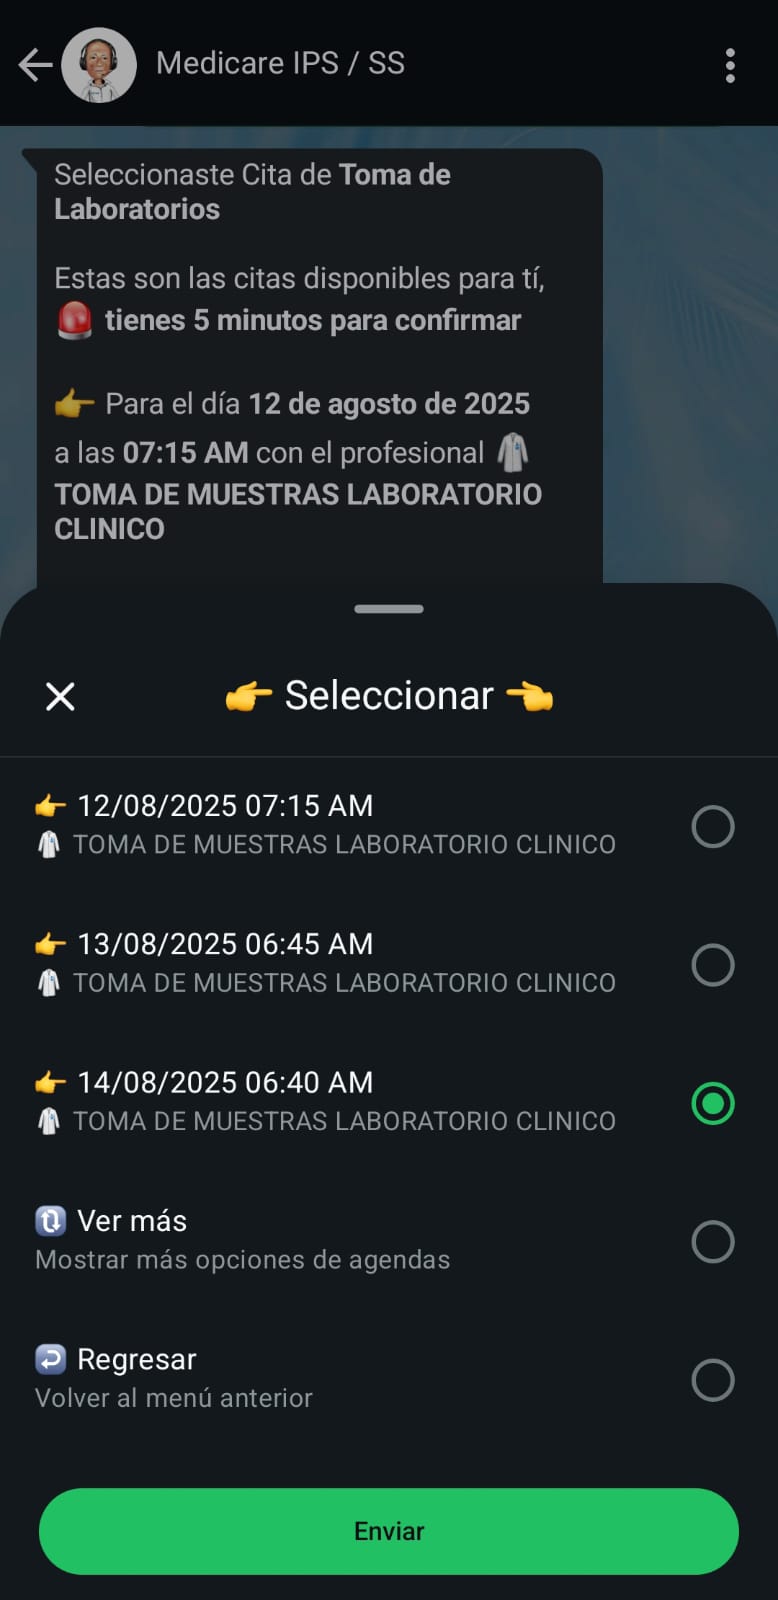 Medicare IPS / SS
Seleccionaste Cita de Toma de
Laboratorios
Estas son las citas disponibles para tí,
🚨 tienes 5 minutos para confirmar
👉 Para el día 12 de agosto de 2025
a las 07:15 AM con el profesional 🥼
TOMA DE MUESTRAS LABORATORIO
CLINICO
👉 Seleccionar 👈
👉 12/08/2025 07:15 AM
🥼 TOMA DE MUESTRAS LABORATORIO CLINICO
👉 13/08/2025 06:45 AM
🥼 TOMA DE MUESTRAS LABORATORIO CLINICO
👉 14/08/2025 06:40 AM
🥼 TOMA DE MUESTRAS LABORATORIO CLINICO
🔃 Ver más
Mostrar más opciones de agendas
↩️ Regresar
Volver al menú anterior
Enviar